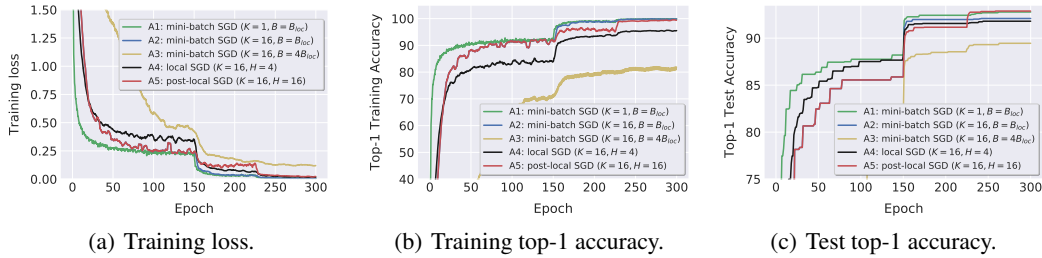 Training loss
1.50
1.25
1.00
0.75
0.50
0.25
0.00
A1: mini-batch SGD (K = 1, B = B_loc)
A2: mini-batch SGD (K = 16, B = B_loc)
A3: mini-batch SGD (K = 16, B = 4B_loc)
A4: local SGD (K = 16, H = 4)
A5: post-local SGD (K = 16, H = 16)
0 50 100 150 200 250 300
Epoch
(a) Training loss.
Top-1 Training Accuracy
100
90
80
70
60
50
40
A1: mini-batch SGD (K = 1, B = B_loc)
A2: mini-batch SGD (K = 16, B = B_loc)
A3: mini-batch SGD (K = 16, B = 4B_loc)
A4: local SGD (K = 16, H = 4)
A5: post-local SGD (K = 16, H = 16)
0 50 100 150 200 250 300
Epoch
(b) Training top-1 accuracy.
Top-1 Test Accuracy
90
85
80
75
A1: mini-batch SGD (K = 1, B = B_loc)
A2: mini-batch SGD (K = 16, B = B_loc)
A3: mini-batch SGD (K = 16, B = 4B_loc)
A4: local SGD (K = 16, H = 4)
A5: post-local SGD (K = 16, H = 16)
0 50 100 150 200 250 300
Epoch
(c) Test top-1 accuracy.